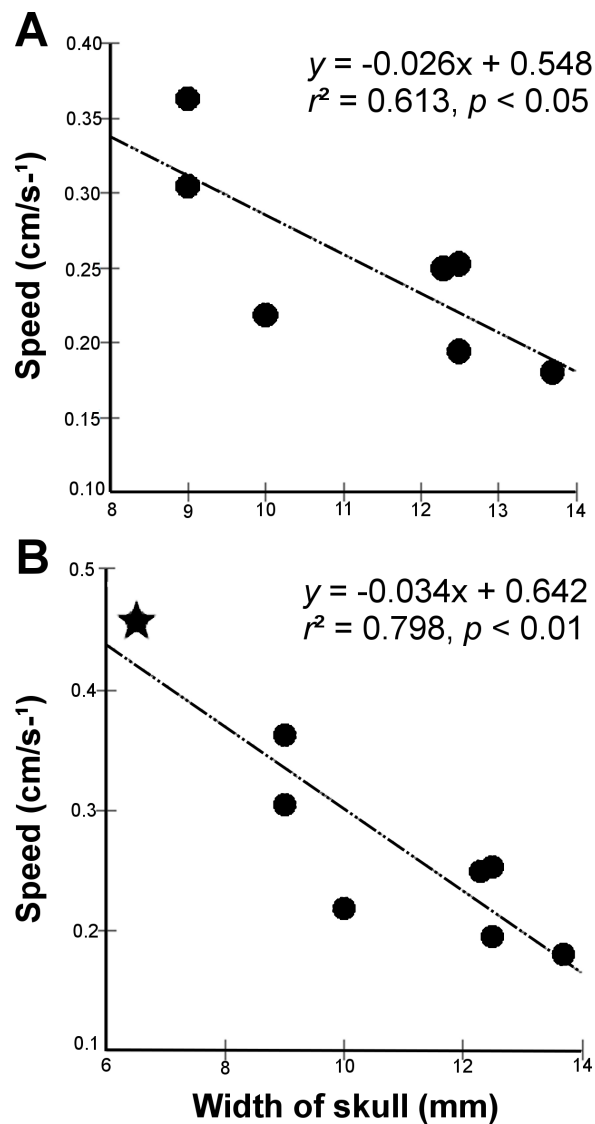 A
y = -0.026x + 0.548
r² = 0.613, p < 0.05
Speed (cm/s-¹)
0.40
0.35
0.30
0.25
0.20
0.15
0.10
8 9 10 11 12 13 14
B
y = -0.034x + 0.642
r² = 0.798, p < 0.01
Speed (cm/s-¹)
0.5
0.4
0.3
0.2
0.1
6 8 10 12 14
Width of skull (mm)